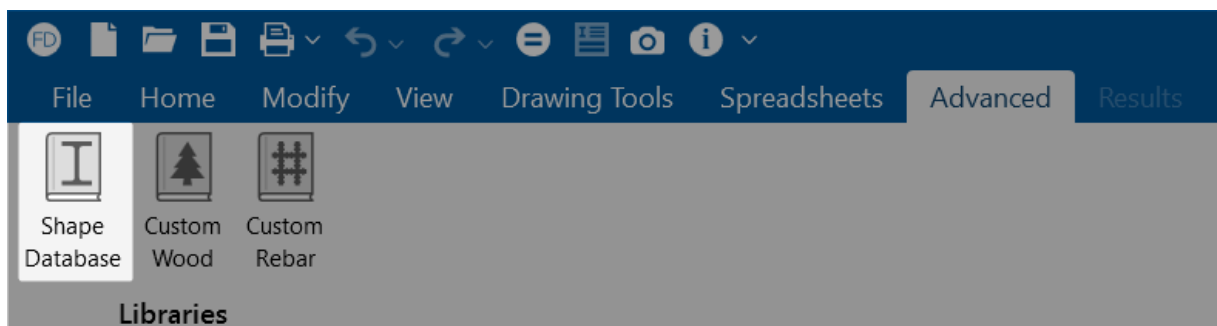 FD
File Home Modify View Drawing Tools Spreadsheets Advanced Results
Shape Custom Custom
Database Wood Rebar
Libraries